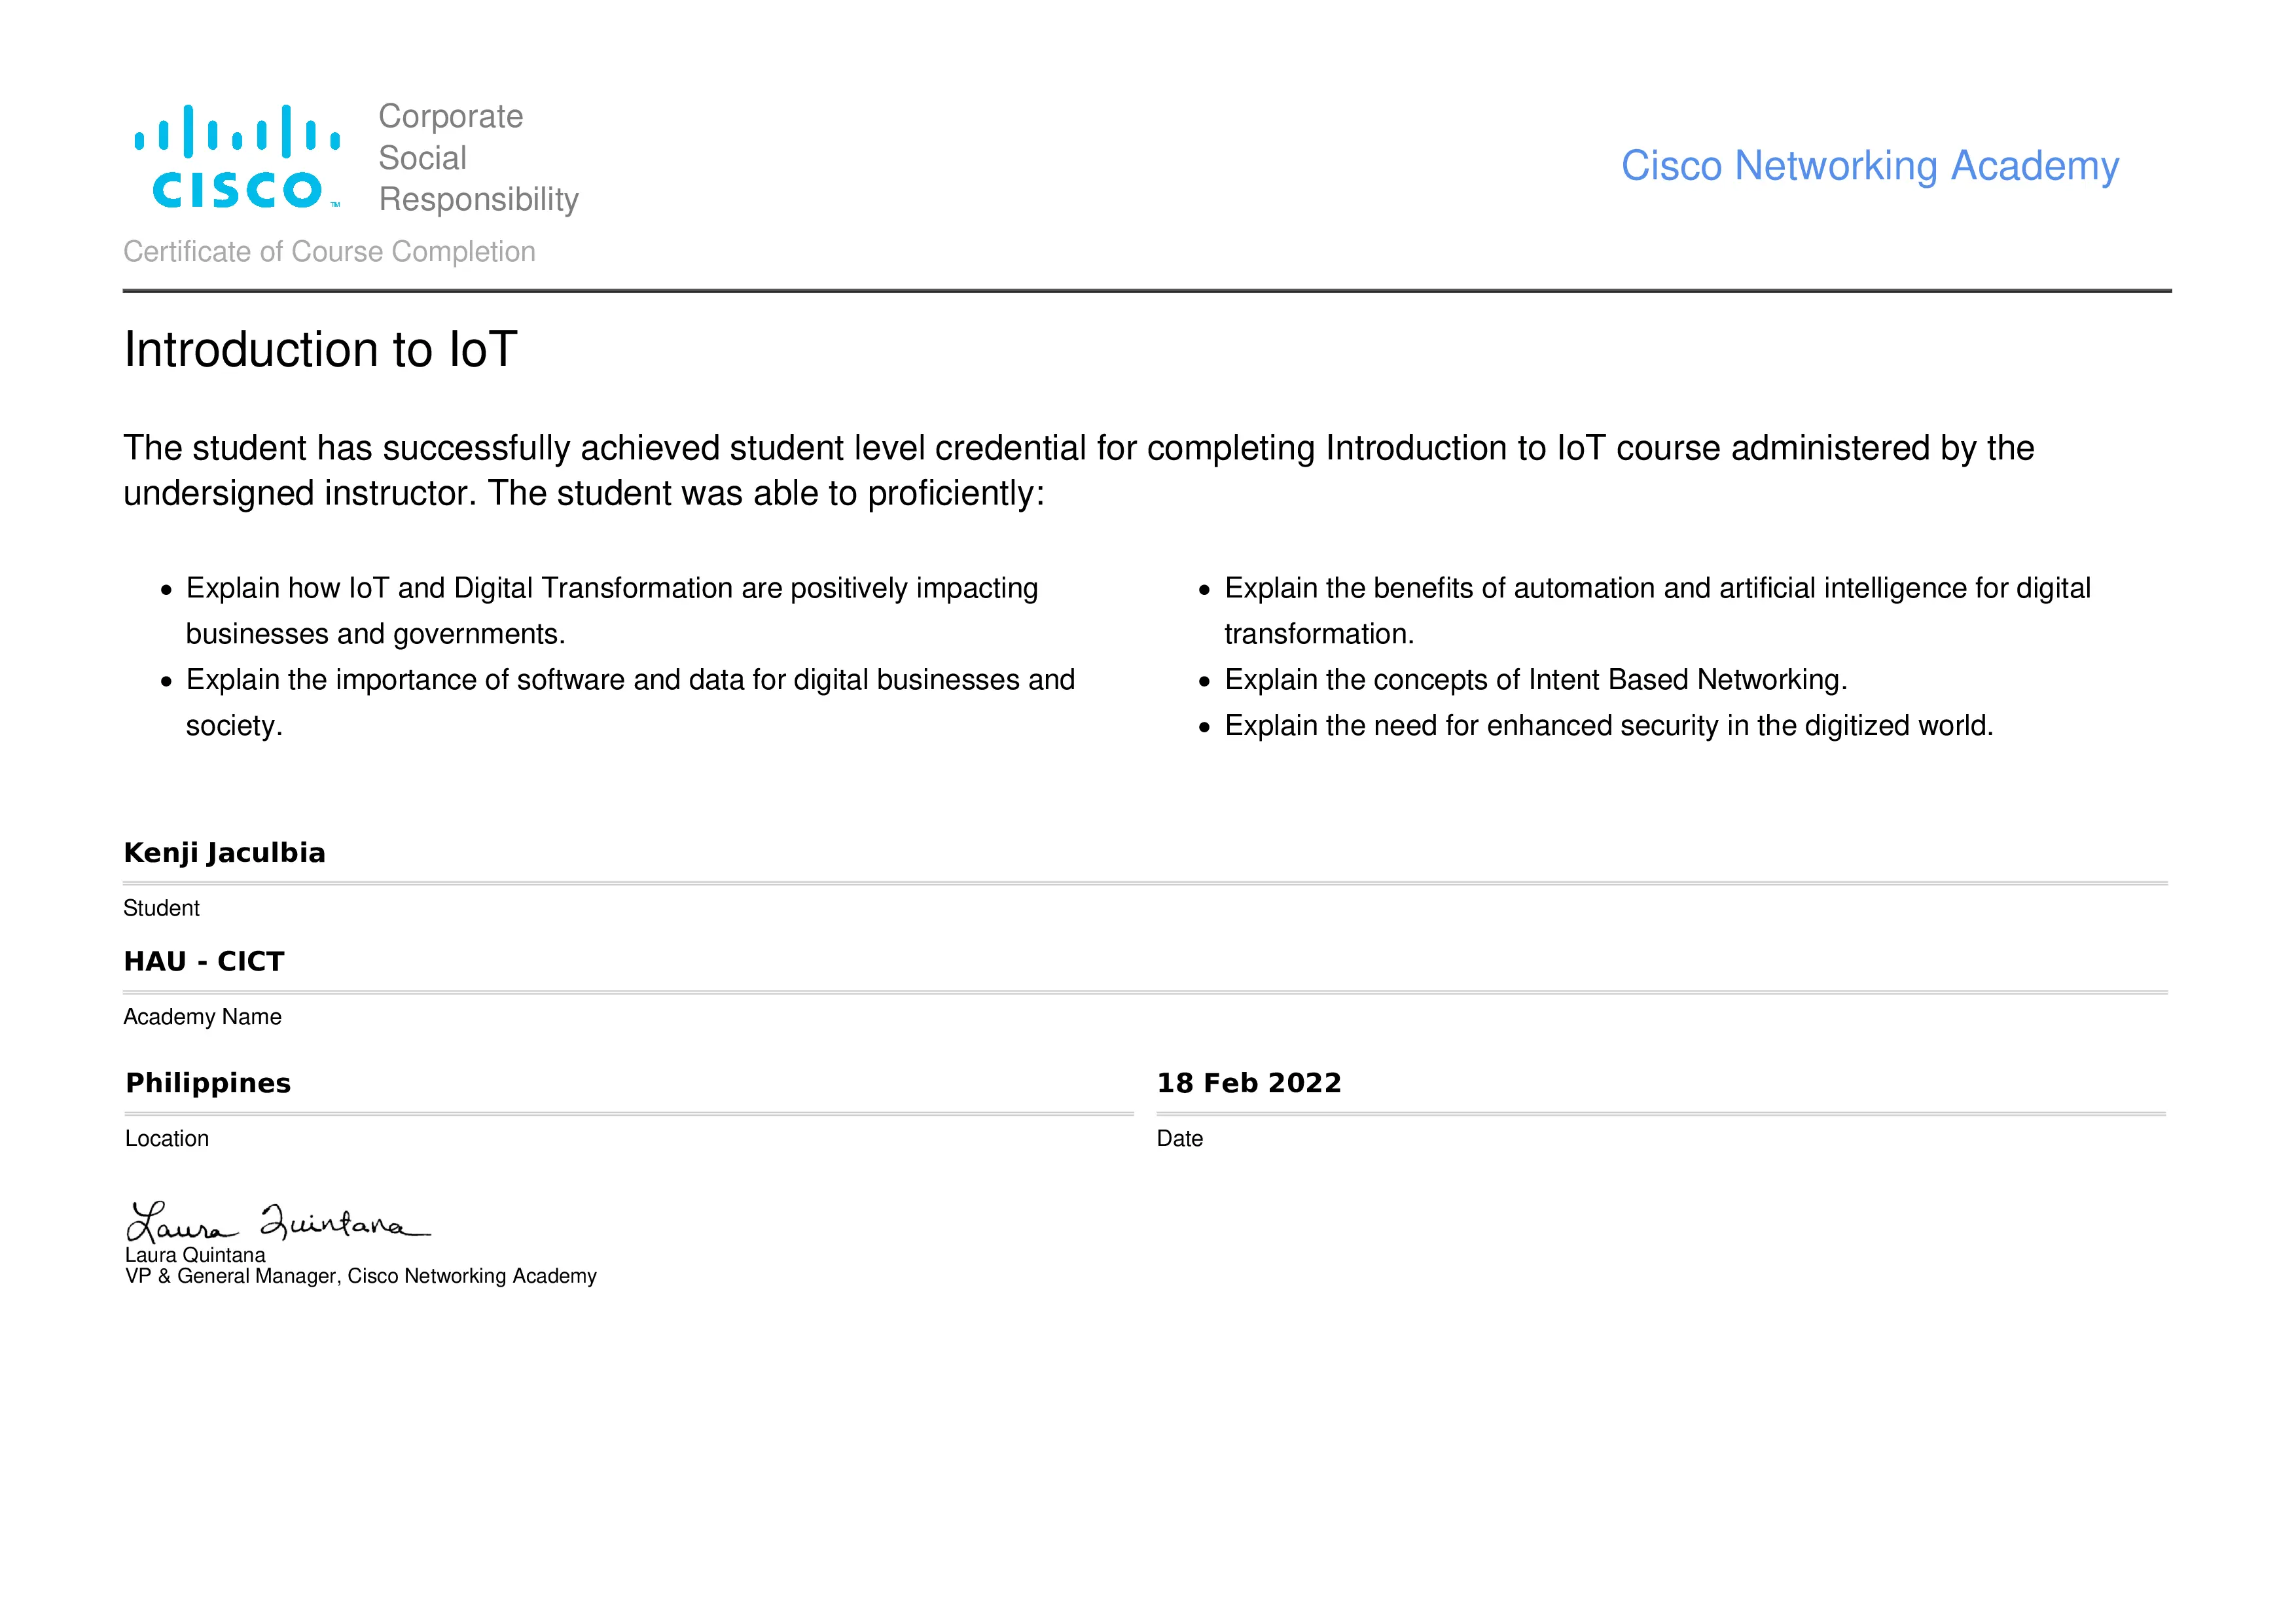 CISCO™
Corporate
Social
Responsibility
Cisco Networking Academy
Certificate of Course Completion
Introduction to IoT
The student has successfully achieved student level credential for completing Introduction to IoT course administered by the
undersigned instructor. The student was able to proficiently:
• Explain how IoT and Digital Transformation are positively impacting
businesses and governments.
• Explain the importance of software and data for digital businesses and
society.
• Explain the benefits of automation and artificial intelligence for digital
transformation.
• Explain the concepts of Intent Based Networking.
• Explain the need for enhanced security in the digitized world.
Kenji Jaculbia
Student
HAU - CICT
Academy Name
Philippines
Location
18 Feb 2022
Date
Laura Quintana
Laura Quintana
VP & General Manager, Cisco Networking Academy